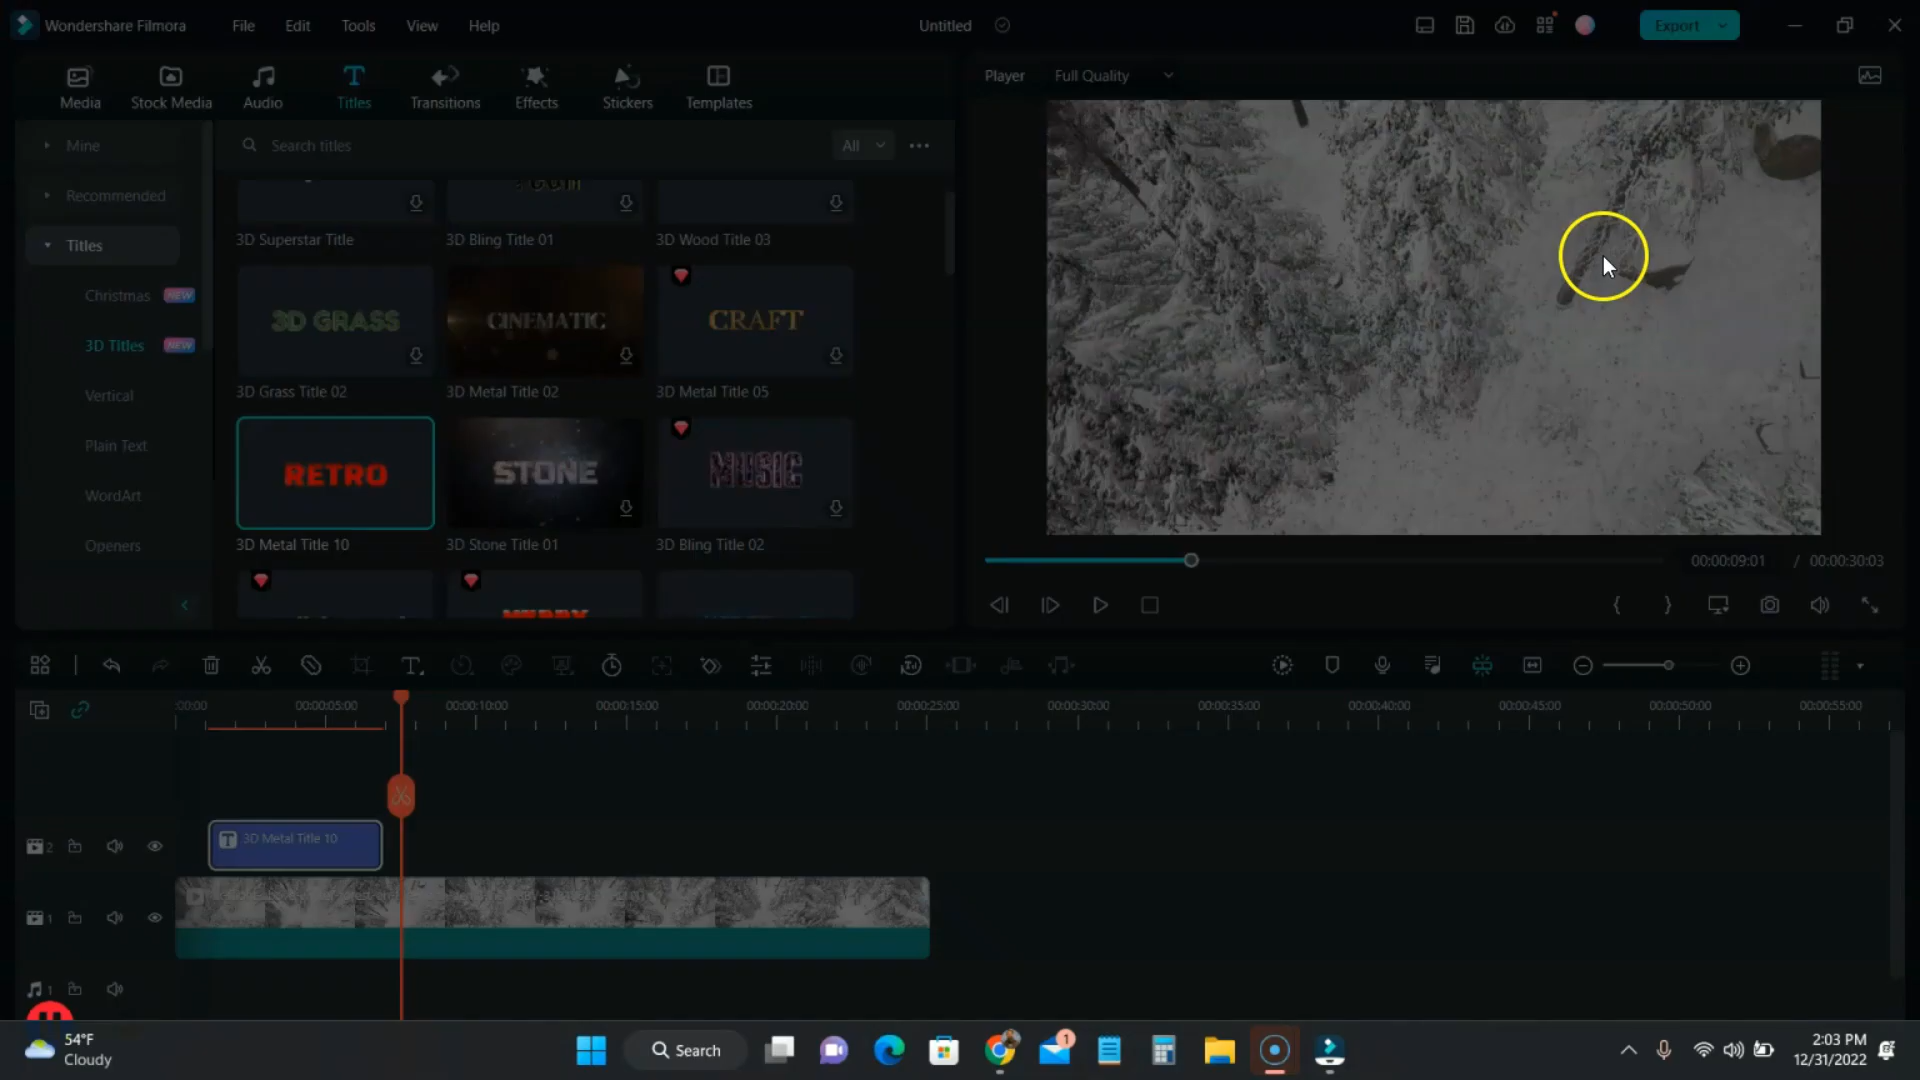 Wondershare Filmora
File
Edit
Tools
View
Help
Untitled
Export
Media
Stock Media
Audio
Titles
Transitions
Effects
Stickers
Templates
Player
Full Quality
Mine
Recommended
Titles
Christmas NEW
3D Titles NEW
Vertical
Plain Text
WordArt
Openers
Search titles
All
3D Superstar Title
3D Bling Title 01
3D Wood Title 03
3D GRASS
CINEMATIC
CRAFT
3D Grass Title 02
3D Metal Title 02
3D Metal Title 05
RETRO
STONE
MUSIC
3D Metal Title 10
3D Stone Title 01
3D Bling Title 02
MERRY
00:00:09:01 / 00:00:30:03
:00:00
00:00:05:00
00:00:10:00
00:00:15:00
00:00:20:00
00:00:25:00
00:00:30:00
00:00:35:00
00:00:40:00
00:00:45:00
00:00:50:00
00:00:55:00
2
T 3D Metal Title 10
1
1
54°F
Cloudy
Search
1
2:03 PM
12/31/2022